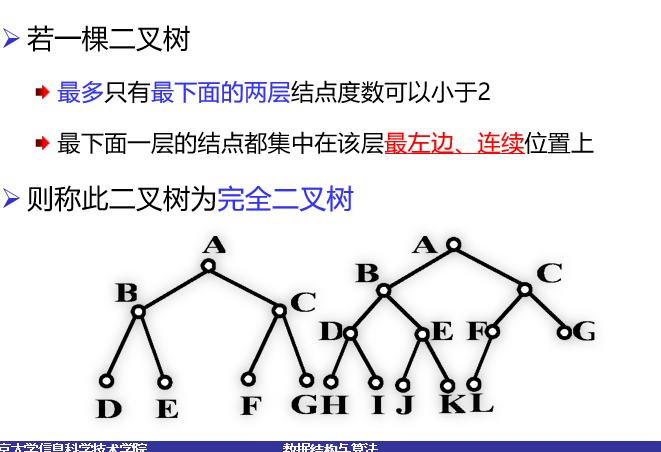 若一棵二叉树
最多只有最下面的两层结点度数可以小于2
最下面一层的结点都集中在该层最左边、连续位置上
则称此二叉树为完全二叉树
A
B
C
D
E
F
G
A
B
C
D
E
F
G
H
I
J
K
L
京大学信息科学技术学院
数据结构与算法